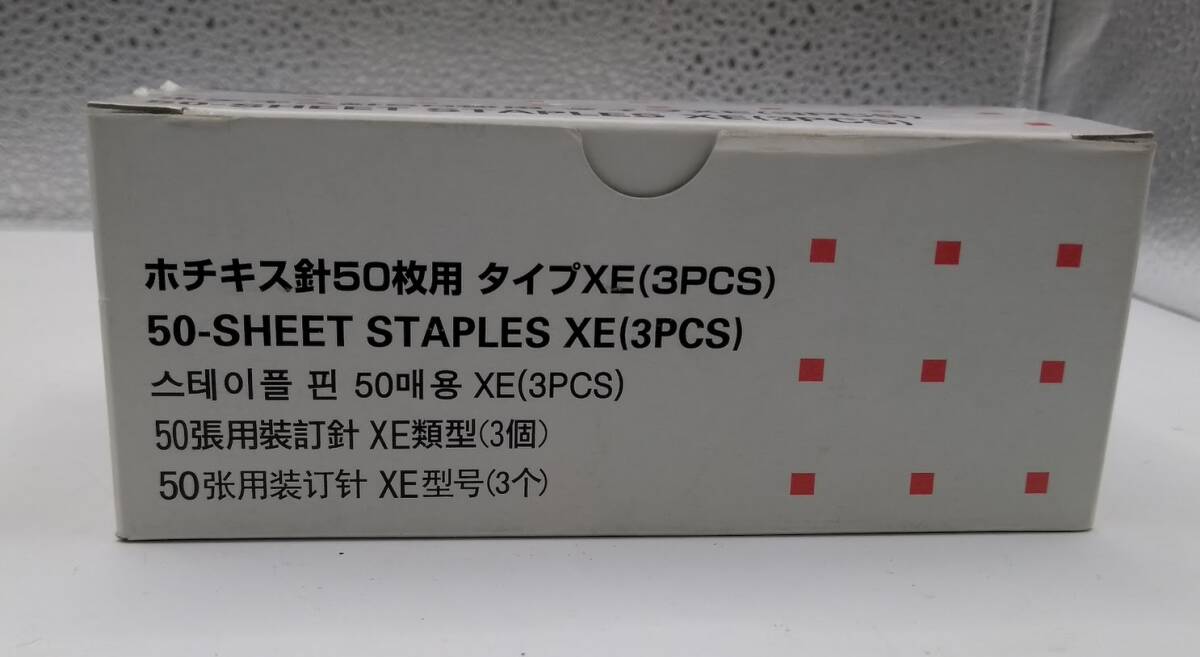 STAPLES XE(3PCS)
ホチキス針50枚用 タイプXE(3PCS)
50-SHEET STAPLES XE(3PCS)
스테이플 핀 50매용 XE(3PCS)
50張用裝訂針 XE類型(3個)
50张用装订针 XE型号(3个)